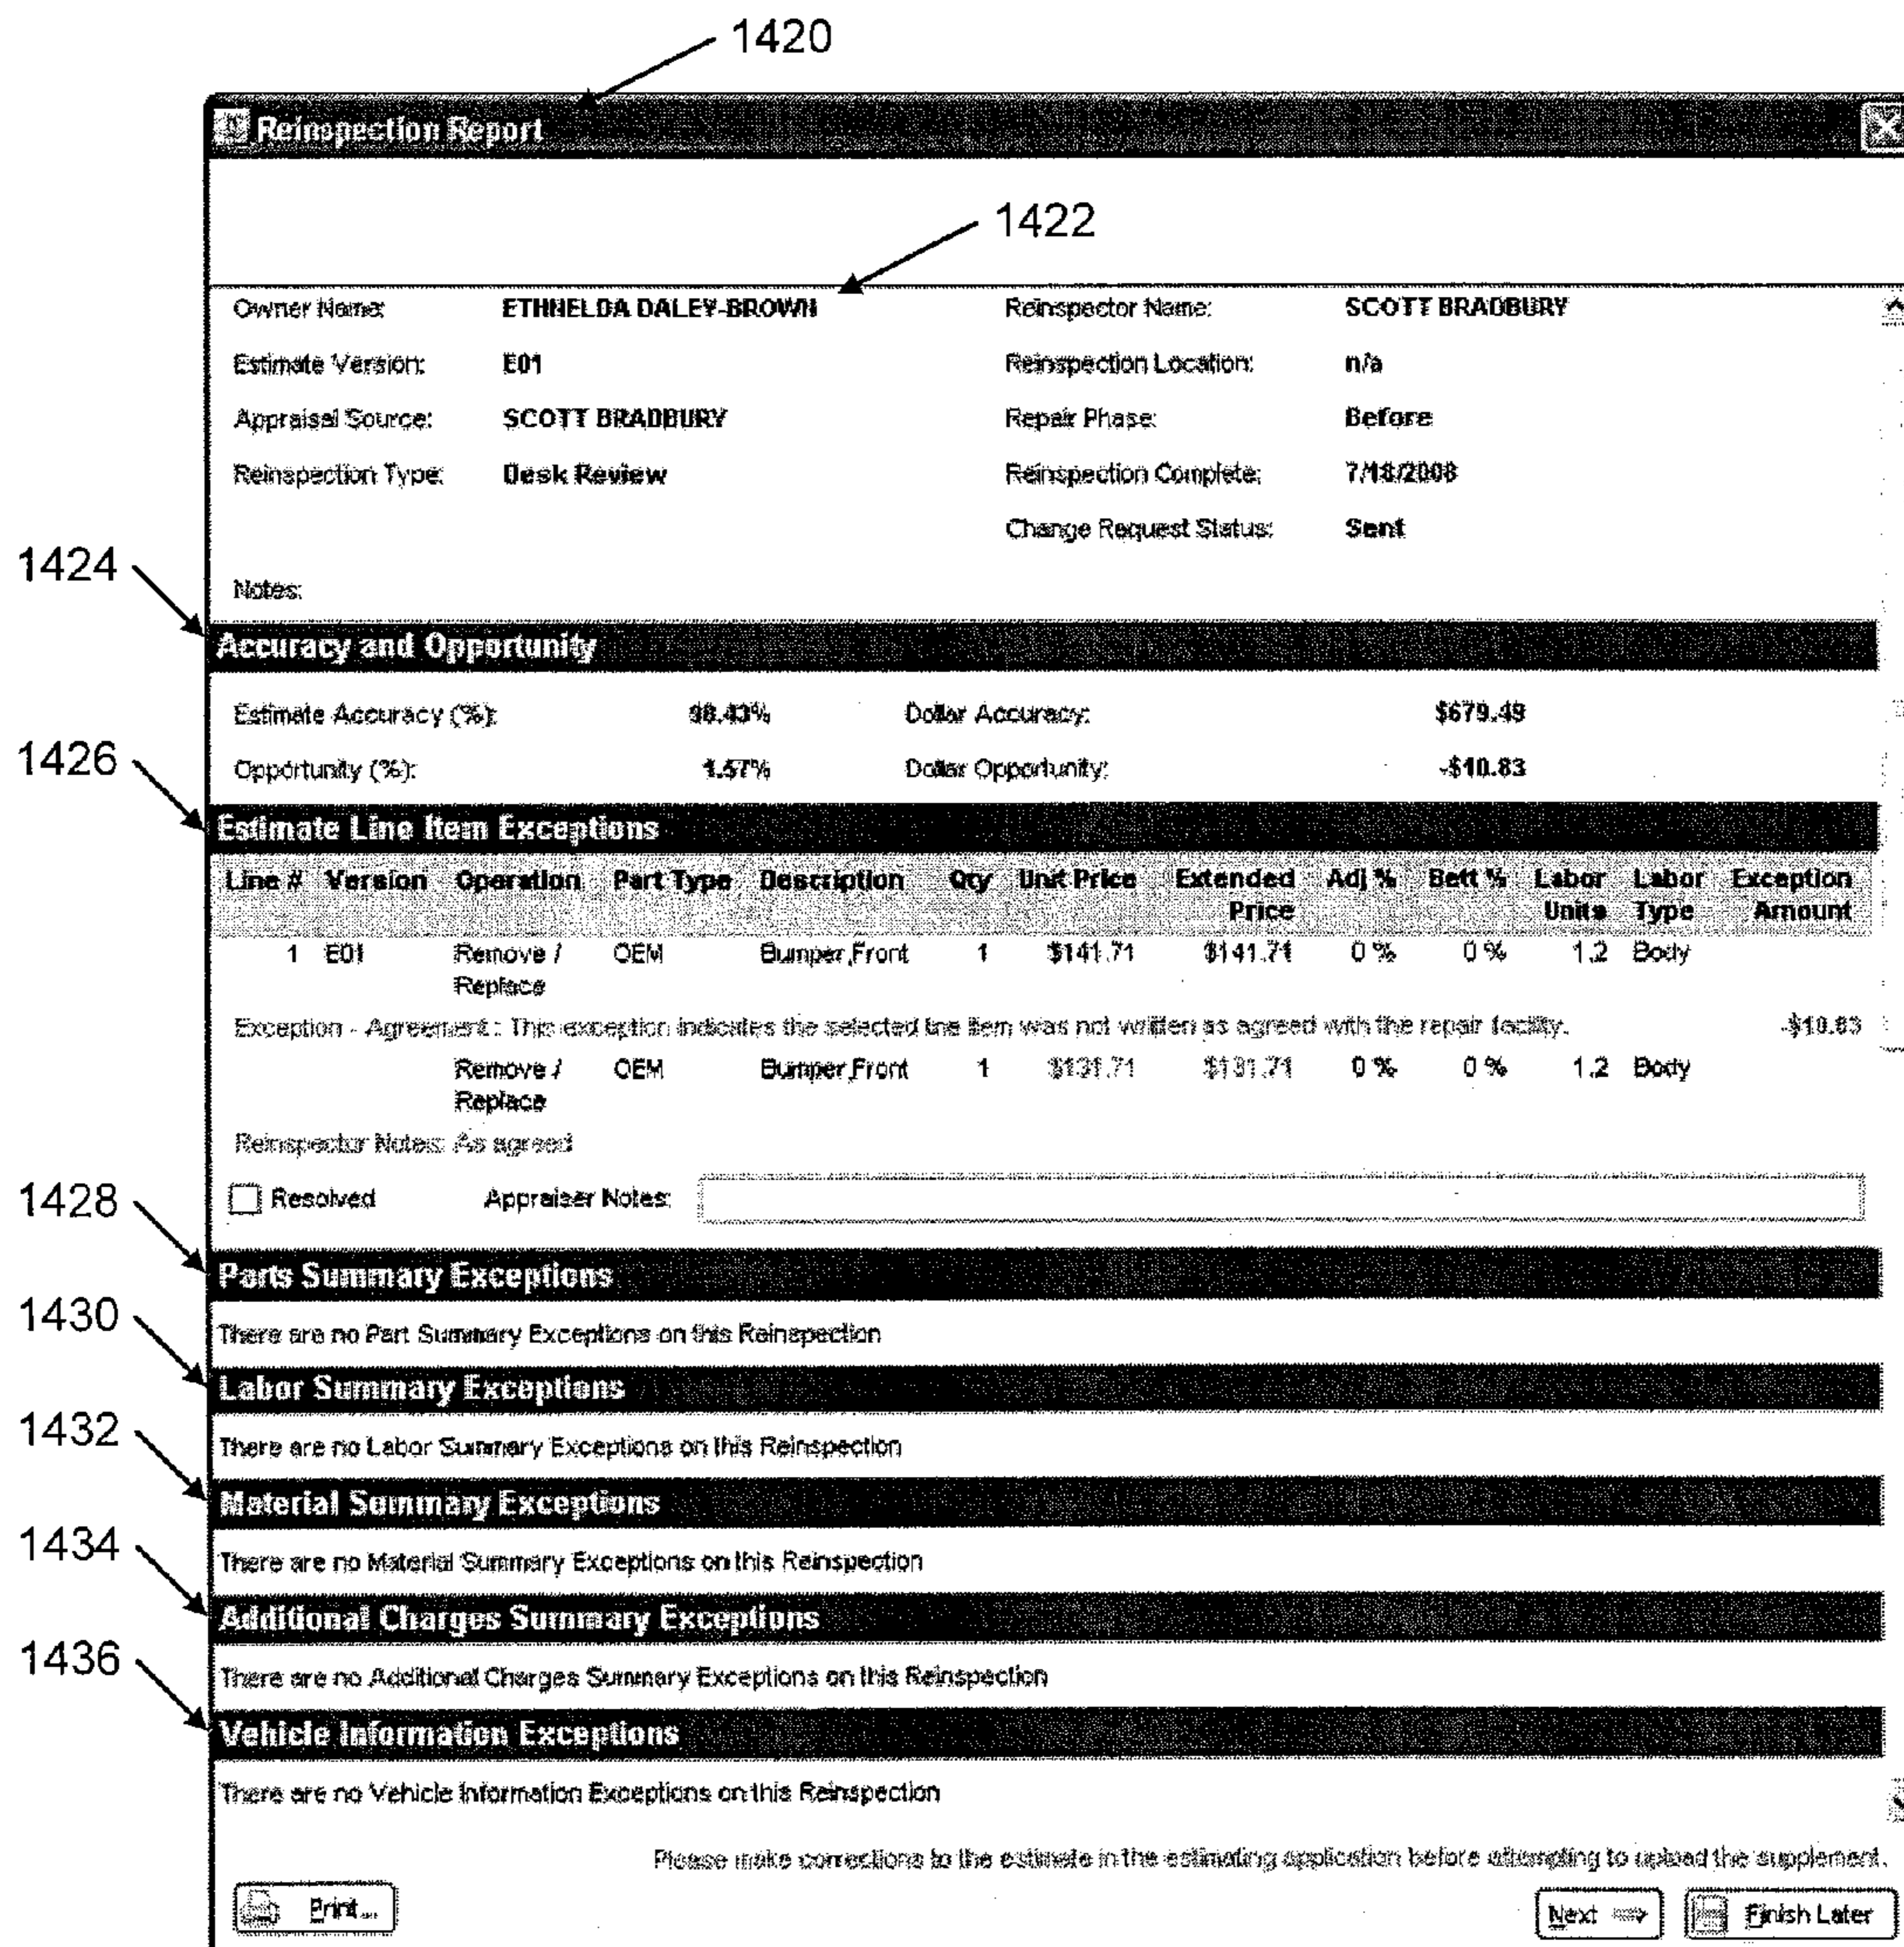 1420
Reinspection Report
1422
Owner Name: ETHNELDA DALEY-BROWN Reinspector Name: SCOTT BRADBURY
Estimate Version: E01 Reinspection Location: n/a
Appraisal Source: SCOTT BRADBURY Repair Phase: Before
Reinspection Type: Desk Review Reinspection Complete: 7/18/2008
Change Request Status: Sent
1424
Notes:
Accuracy and Opportunity
Estimate Accuracy (%): 98.43% Dollar Accuracy: $679.49
1426
Opportunity (%): 1.57% Dollar Opportunity: -$10.83
Estimate Line Item Exceptions
Line # Version Operation Part Type Description Qty Unit Price Extended Price Adj % Bett % Labor Units Labor Type Exception Amount
1 E01 Remove / Replace OEM Bumper,Front 1 $141.71 $141.71 0 % 0 % 1.2 Body
Exception - Agreement : This exception indicates the selected line item was not written as agreed with the repair facility. -$10.83
Remove / Replace OEM Bumper,Front 1 $131.71 $131.71 0 % 0 % 1.2 Body
Reinspector Notes: As agreed
1428
Resolved Appraiser Notes:
Parts Summary Exceptions
1430
There are no Part Summary Exceptions on this Reinspection
Labor Summary Exceptions
1432
There are no Labor Summary Exceptions on this Reinspection
Material Summary Exceptions
1434
There are no Material Summary Exceptions on this Reinspection
Additional Charges Summary Exceptions
1436
There are no Additional Charges Summary Exceptions on this Reinspection
Vehicle Information Exceptions
There are no Vehicle Information Exceptions on this Reinspection
Please make corrections to the estimate in the estimating application before attempting to upload the supplement.
Print... Next Finish Later